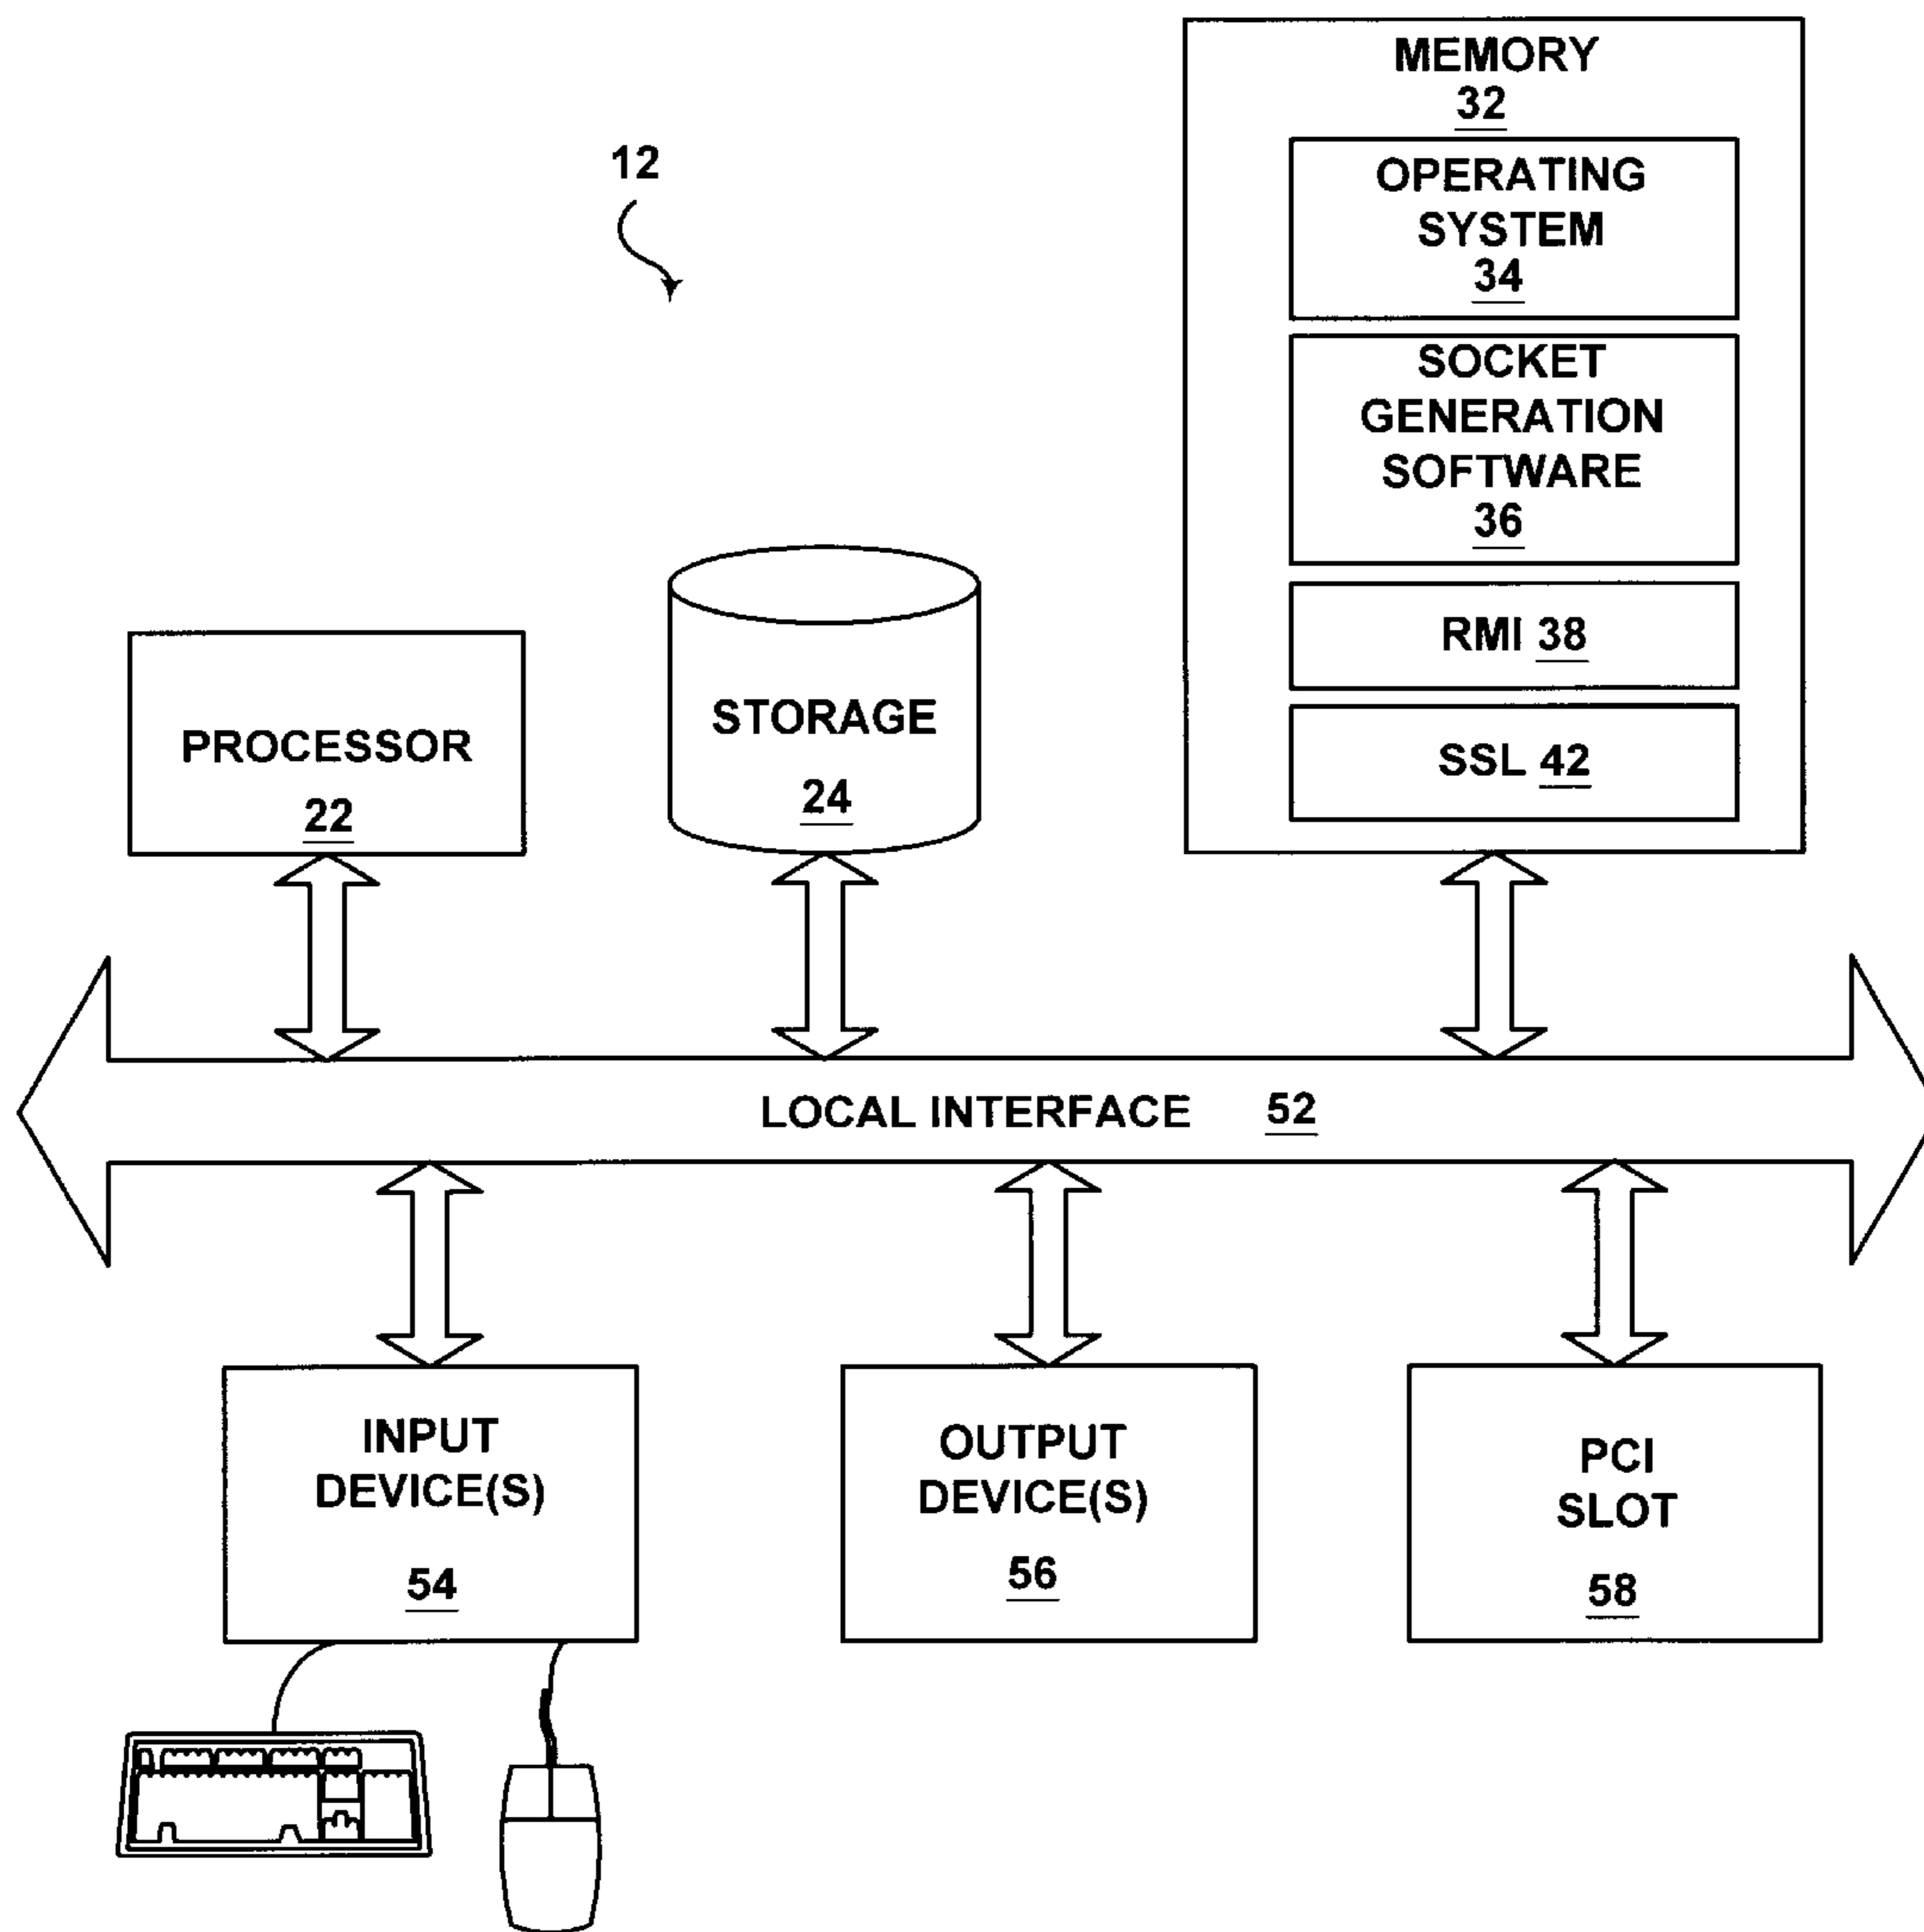 MEMORY
32
12
OPERATING
SYSTEM
34
SOCKET
GENERATION
SOFTWARE
36
RMI 38
SSL 42
PROCESSOR
22
STORAGE
24
LOCAL INTERFACE 52
INPUT
DEVICE(S)
54
OUTPUT
DEVICE(S)
56
PCI
SLOT
58